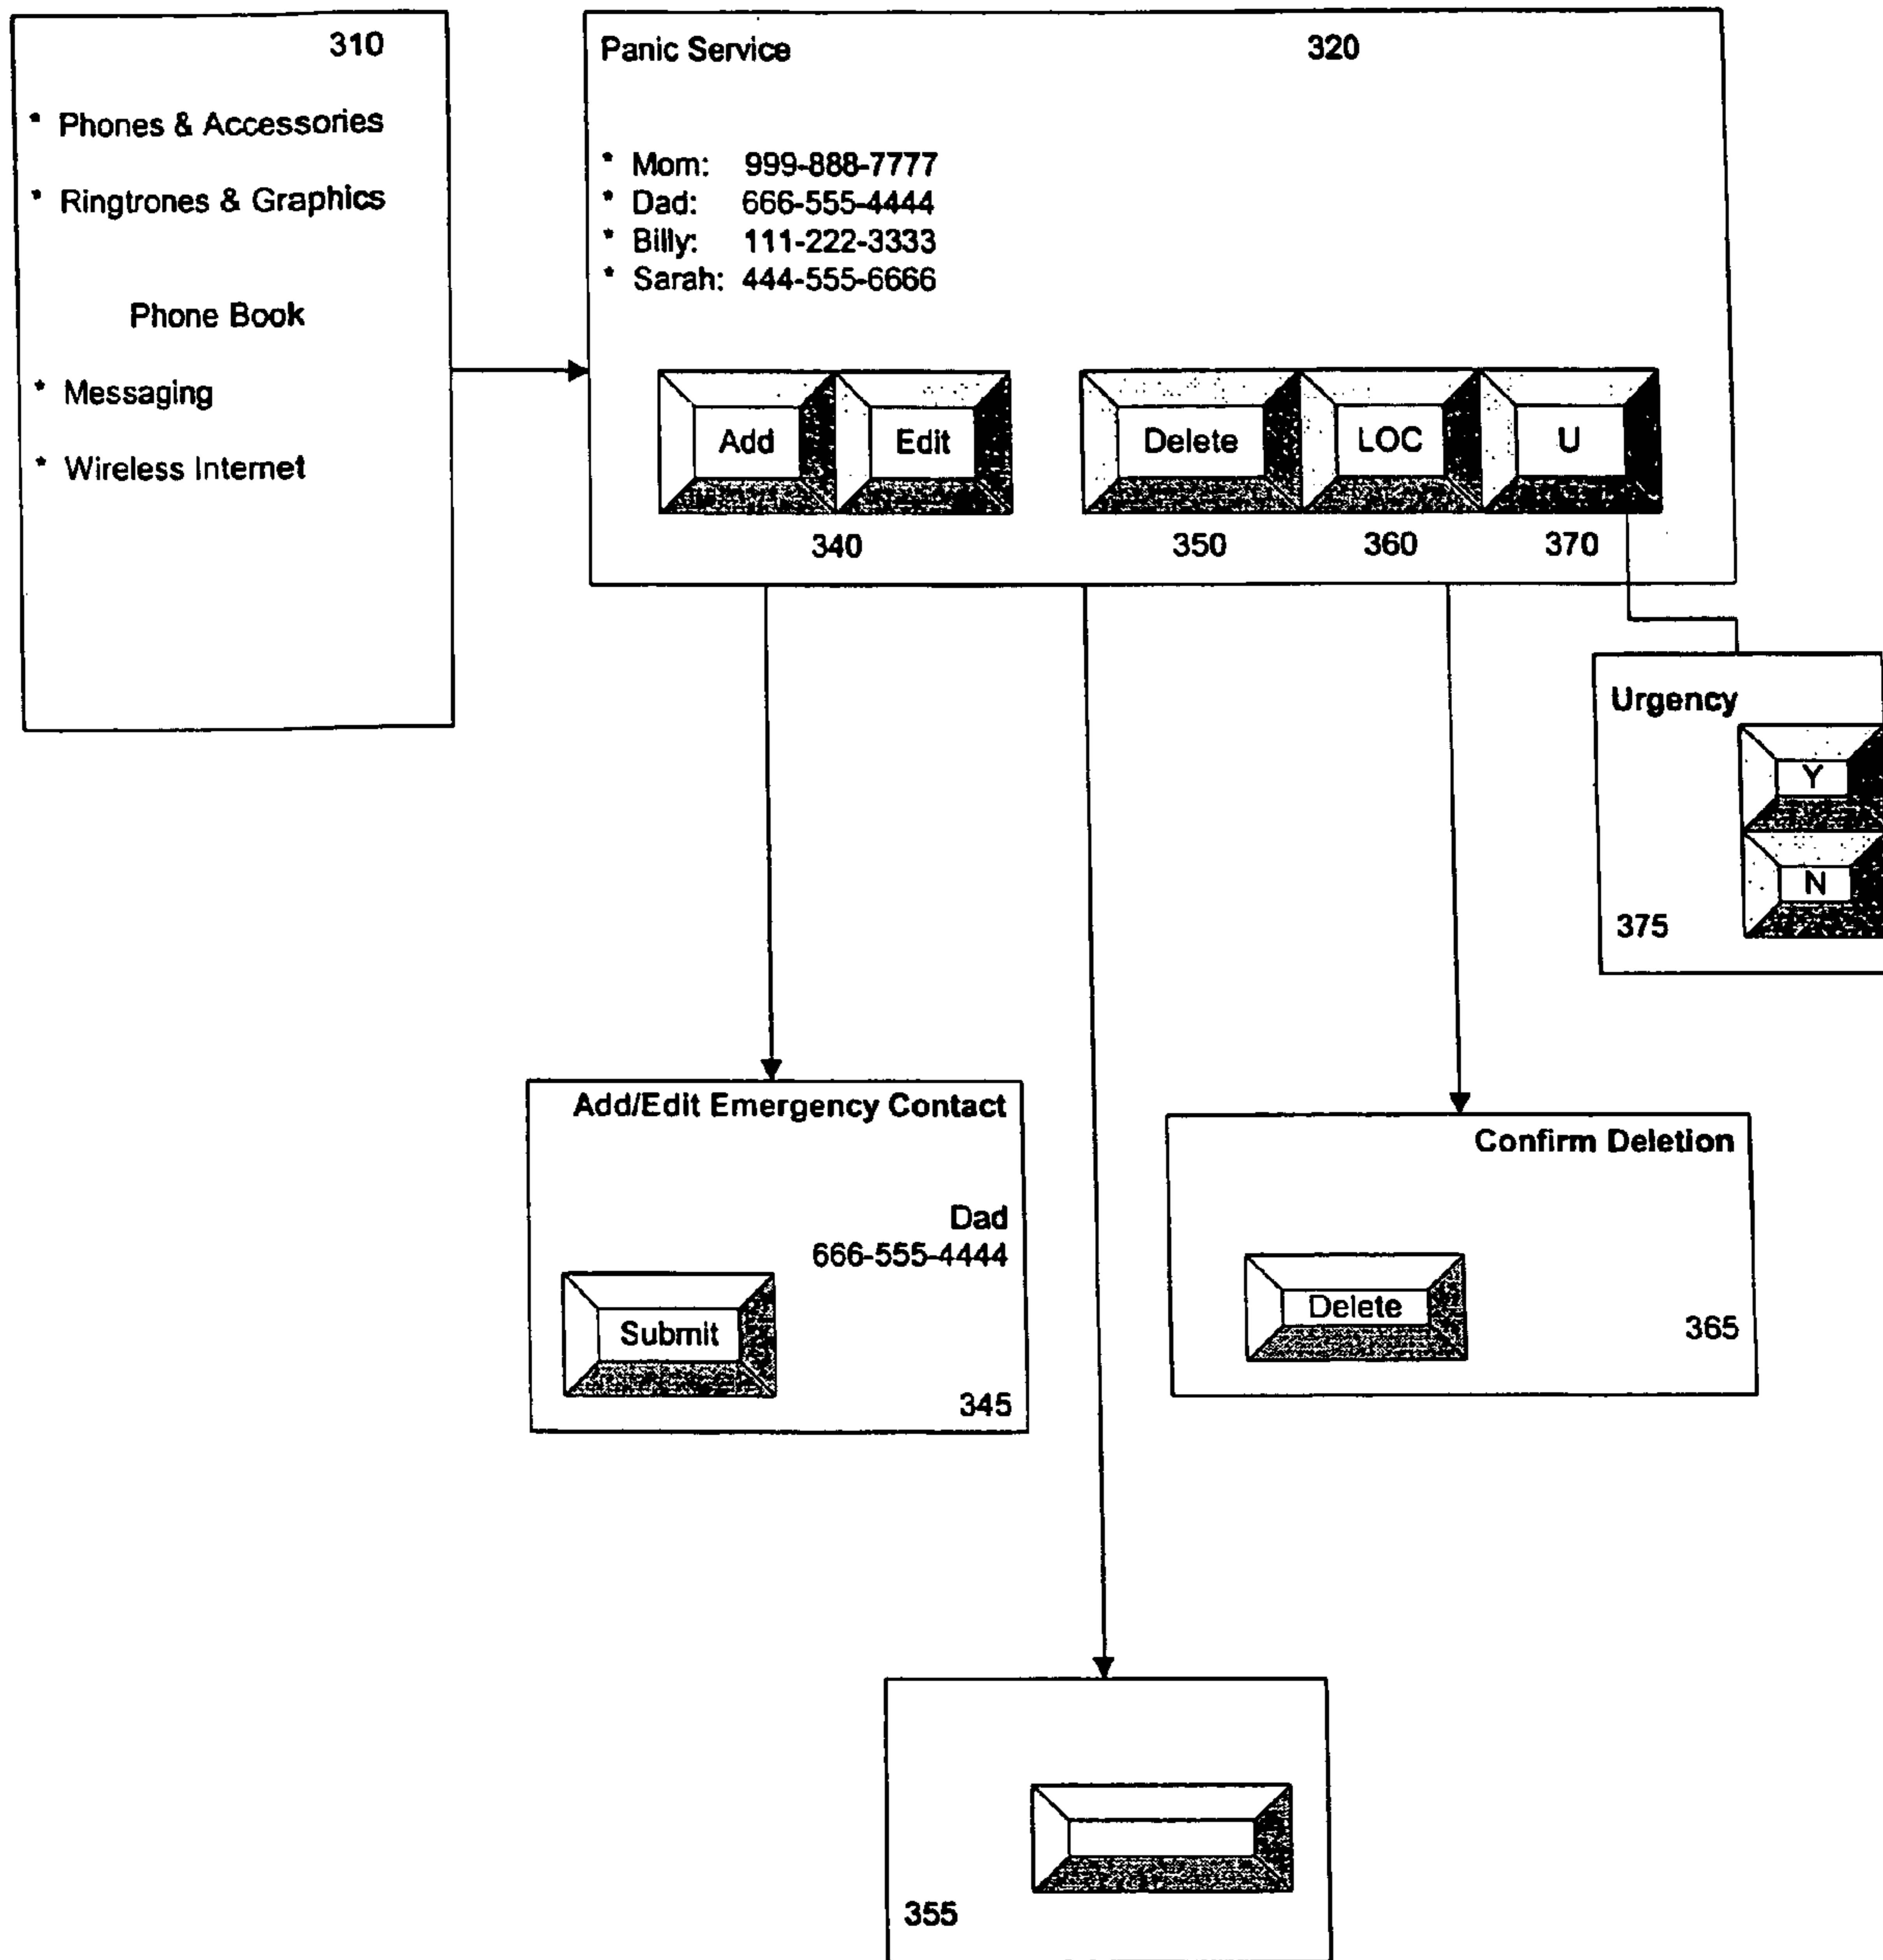 310
* Phones & Accessories
* Ringtrones & Graphics
Phone Book
* Messaging
* Wireless Internet
Panic Service 320
* Mom: 999-888-7777
* Dad: 666-555-4444
* Billy: 111-222-3333
* Sarah: 444-555-6666
Add Edit Delete LOC U
340 350 360 370
Urgency
Y
N
375
Add/Edit Emergency Contact
Dad
666-555-4444
Submit
345
Confirm Deletion
Delete
365
355